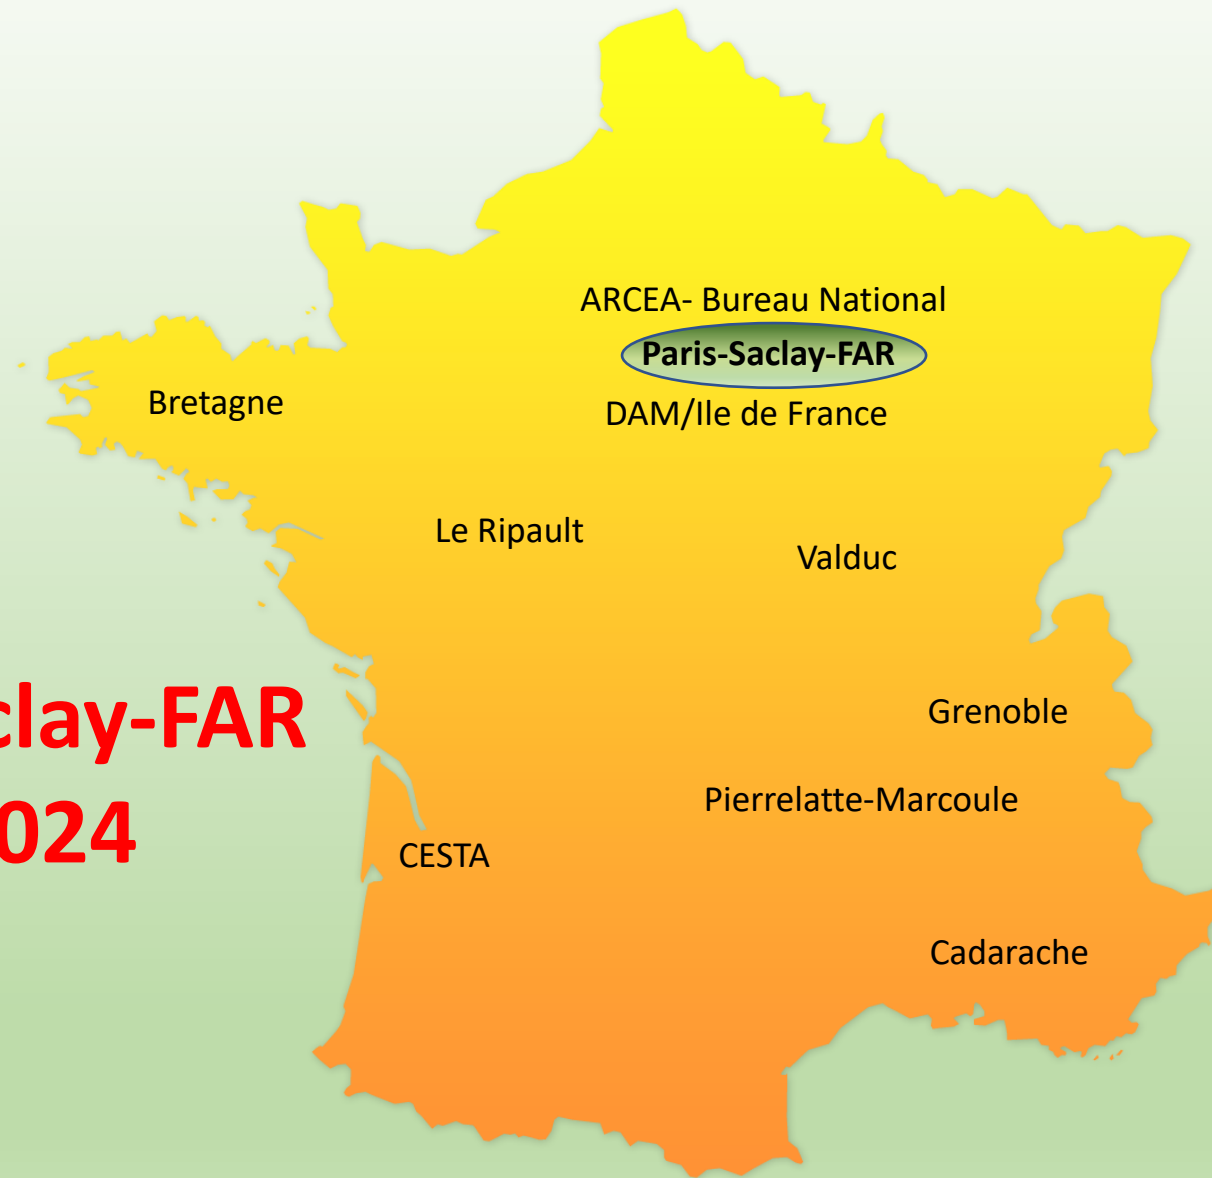 ARCEA- Bureau National
Paris-Saclay-FAR
Bretagne
DAM/Ile de France
Le Ripault
Valduc
clay-FAR
Grenoble
Pierrelatte-Marcoule
024
CESTA
Cadarache